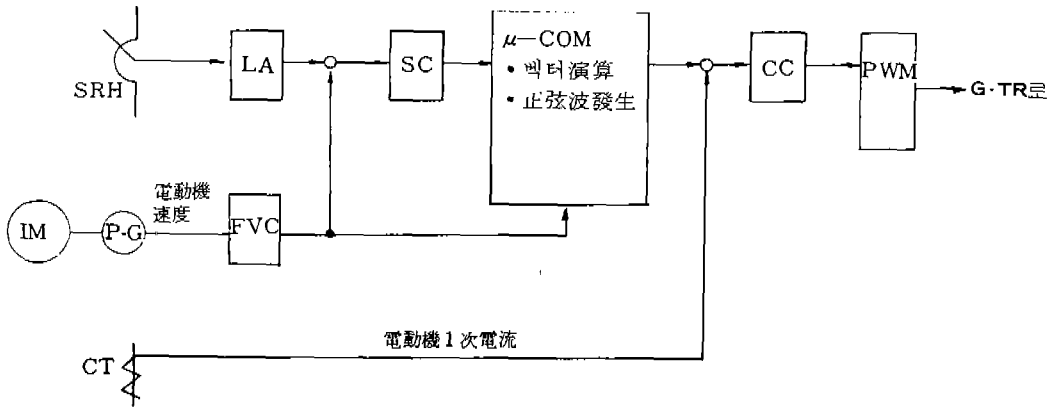 SRH
LA
SC
μ—COM
• 벡터演算
• 正弦波發生
CC
PWM
G·TR로
IM
P-G
電動機
速度
FVC
電動機1次電流
CT